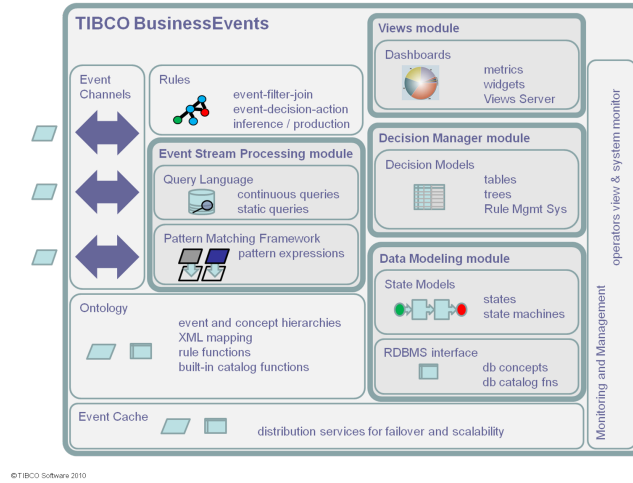 TIBCO BusinessEvents
Event
Channels
Rules
event-filter-join
event-decision-action
inference / production
Event Stream Processing module
Query Language
continuous queries
static queries
Pattern Matching Framework
pattern expressions
Ontology
event and concept hierarchies
XML mapping
rule functions
built-in catalog functions
Event Cache
distribution services for failover and scalability
Views module
Dashboards
metrics
widgets
Views Server
Decision Manager module
Decision Models
tables
trees
Rule Mgmt Sys
Data Modeling module
State Models
states
state machines
RDBMS interface
db concepts
db catalog fns
Monitoring and Management
operators view & system monitor
©TIBCO Software 2010